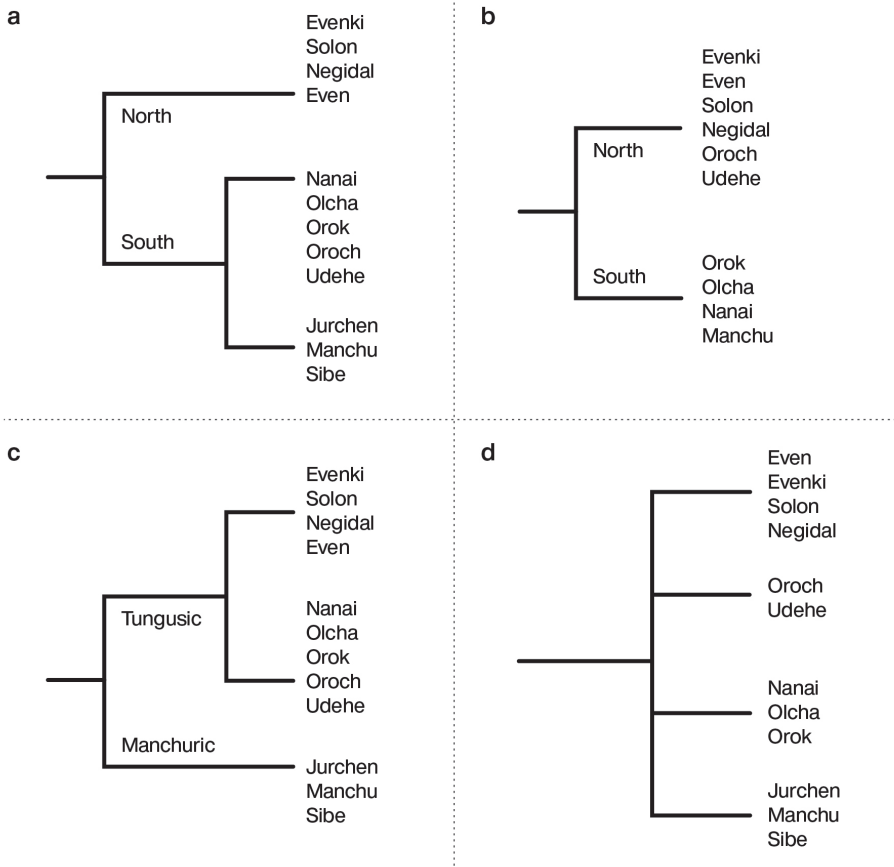 a
Evenki
Solon
Negidal
Even
North
Nanai
Olcha
Orok
Oroch
Udehe
South
Jurchen
Manchu
Sibe
b
Evenki
Even
Solon
Negidal
Oroch
Udehe
North
Orok
Olcha
Nanai
Manchu
South
c
Evenki
Solon
Negidal
Even
Tungusic
Nanai
Olcha
Orok
Oroch
Udehe
Manchuric
Jurchen
Manchu
Sibe
d
Even
Evenki
Solon
Negidal
Oroch
Udehe
Nanai
Olcha
Orok
Jurchen
Manchu
Sibe